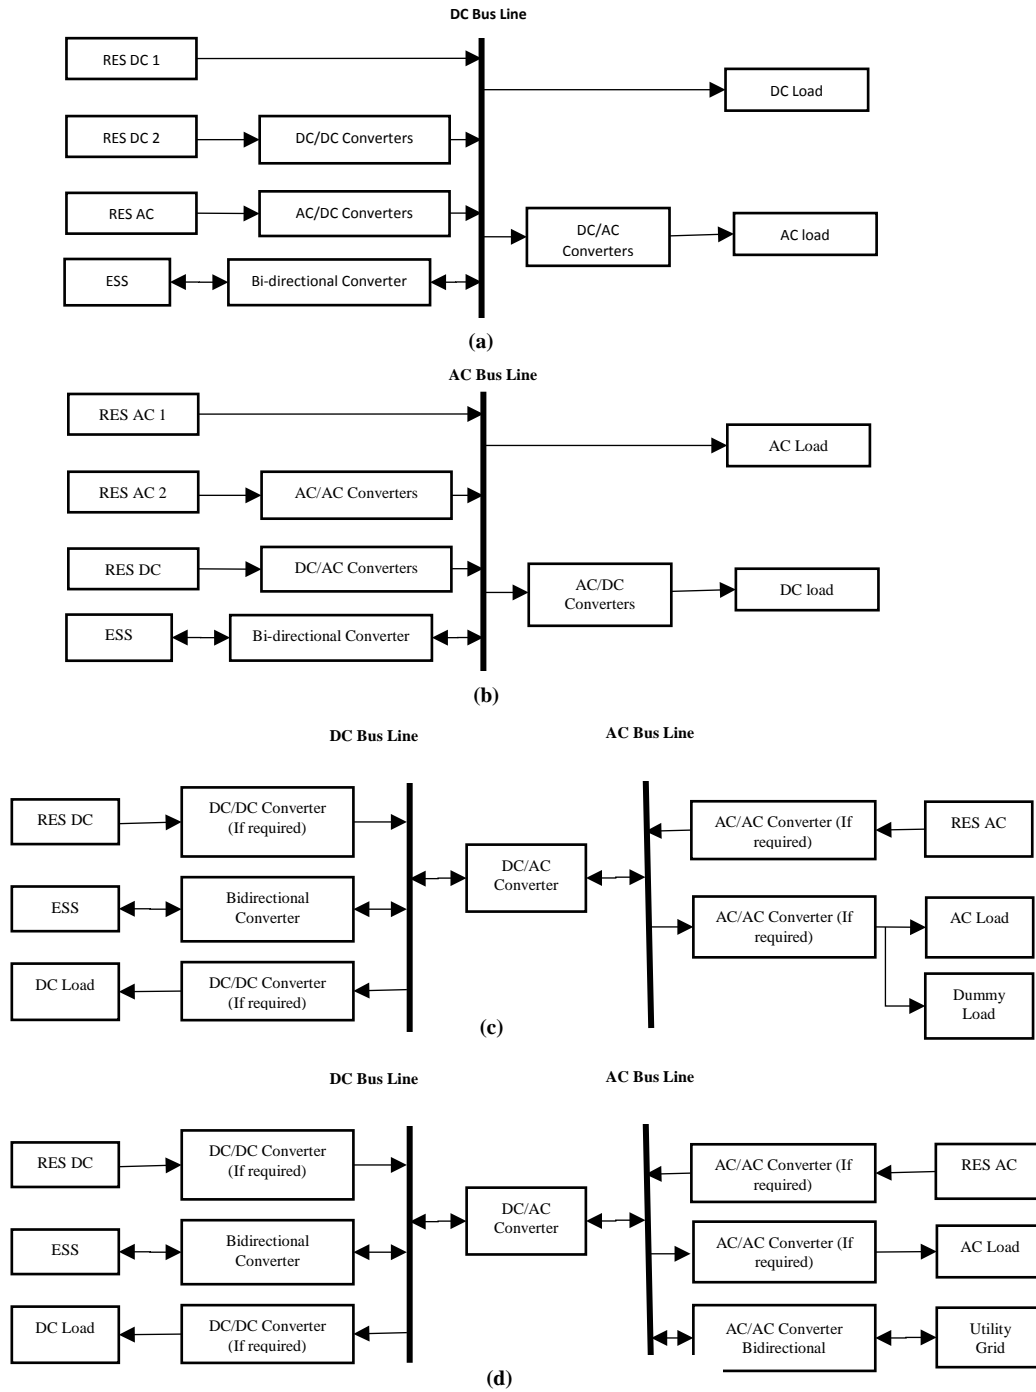 DC Bus Line
RES DC 1
DC Load
RES DC 2
DC/DC Converters
RES AC
AC/DC Converters
DC/AC
Converters
AC load
ESS
Bi-directional Converter
(a)
AC Bus Line
RES AC 1
AC Load
RES AC 2
AC/AC Converters
RES DC
DC/AC Converters
AC/DC
Converters
DC load
ESS
Bi-directional Converter
(b)
DC Bus Line
AC Bus Line
RES DC
DC/DC Converter
(If required)
AC/AC Converter (If
required)
RES AC
DC/AC
Converter
ESS
Bidirectional
Converter
AC/AC Converter (If
required)
AC Load
DC Load
DC/DC Converter
(If required)
Dummy
Load
(c)
DC Bus Line
AC Bus Line
RES DC
DC/DC Converter
(If required)
AC/AC Converter (If
required)
RES AC
DC/AC
Converter
ESS
Bidirectional
Converter
AC/AC Converter (If
required)
AC Load
DC Load
DC/DC Converter
(If required)
AC/AC Converter
Bidirectional
Utility
Grid
(d)